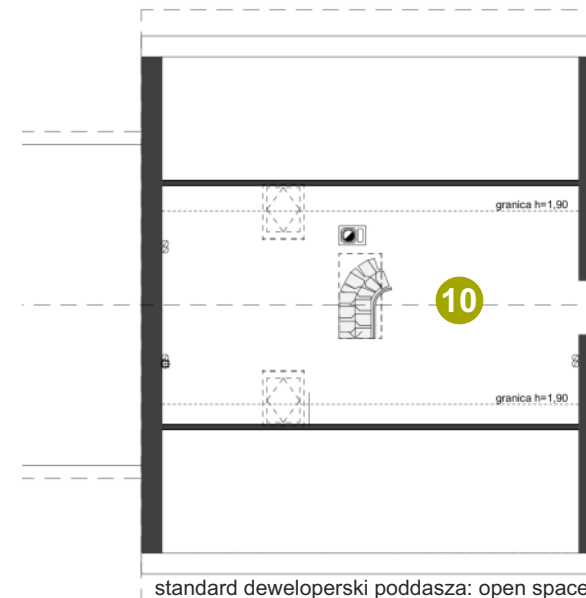 granica h=1,90
10
granica h=1,90
standard deweloperski poddasza: open space